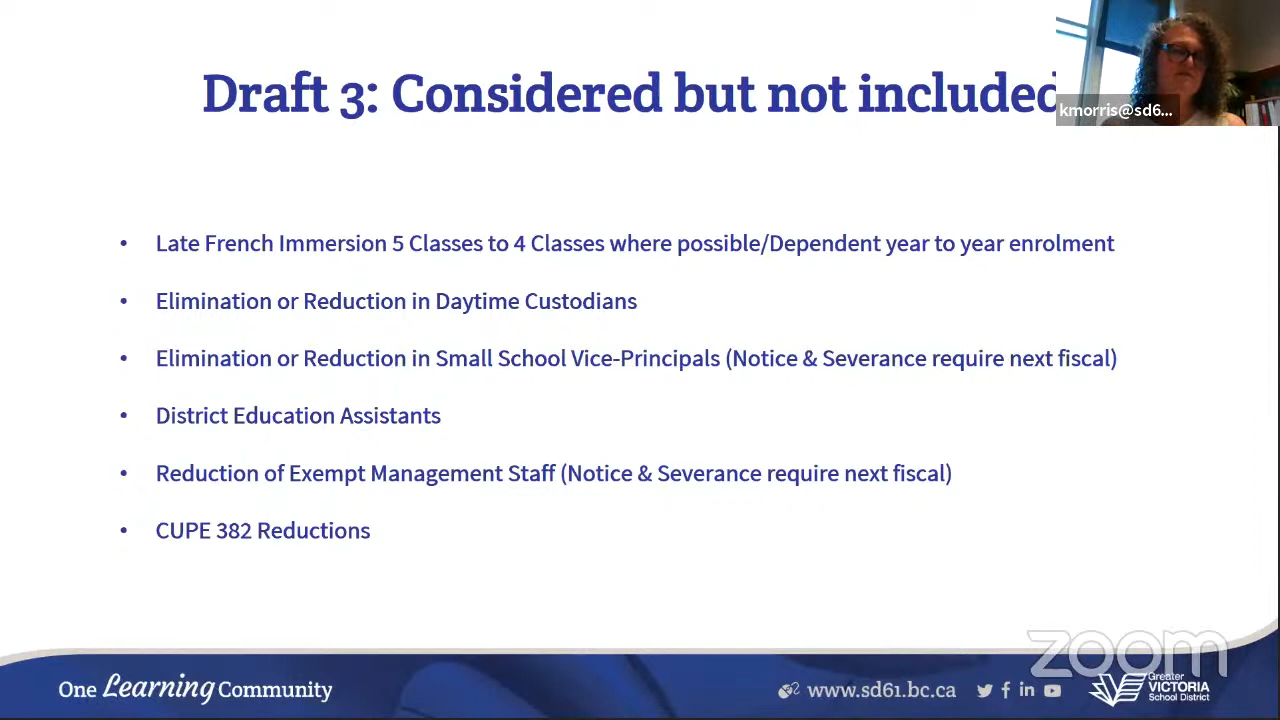 Draft 3: Considered but not included
kmorris@sd6...
• Late French Immersion 5 Classes to 4 Classes where possible/Dependent year to year enrolment
• Elimination or Reduction in Daytime Custodians
• Elimination or Reduction in Small School Vice-Principals (Notice & Severance require next fiscal)
• District Education Assistants
• Reduction of Exempt Management Staff (Notice & Severance require next fiscal)
• CUPE 382 Reductions
zoom
One Learning Community
www.sd61.bc.ca
Greater
VICTORIA
School District